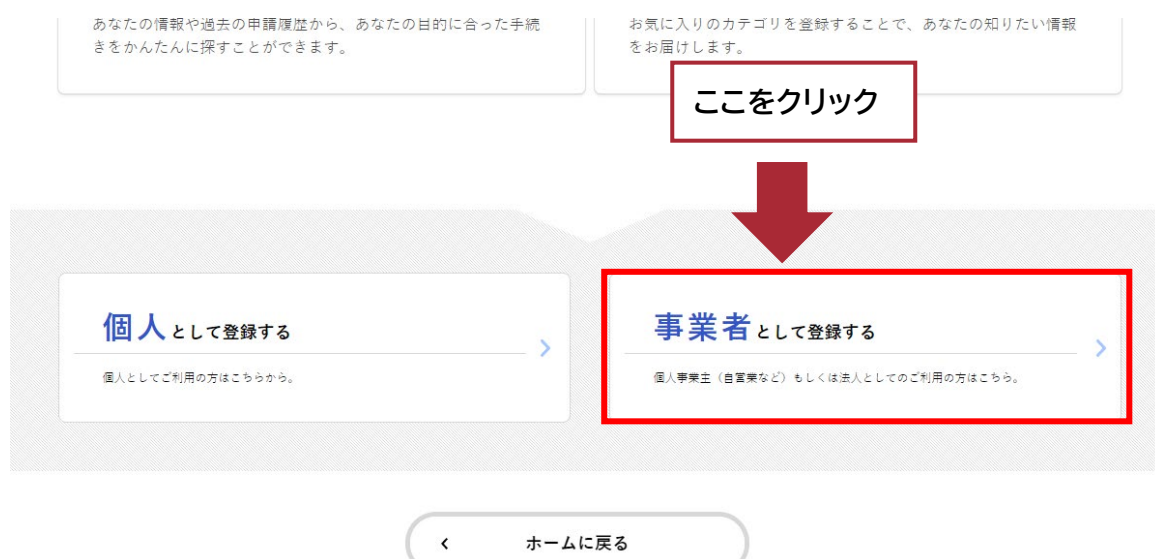 あなたの情報や過去の申請履歴から、あなたの目的に合った手続
きをかんたんに探すことができます。
お気に入りのカテゴリを登録することで、あなたの知りたい情報
をお届けします。
ここをクリック
個人として登録する
個人としてご利用の方はこちらから。
事業者として登録する
個人事業主（自営業など）もしくは法人としてのご利用の方はこちら。
ホームに戻る